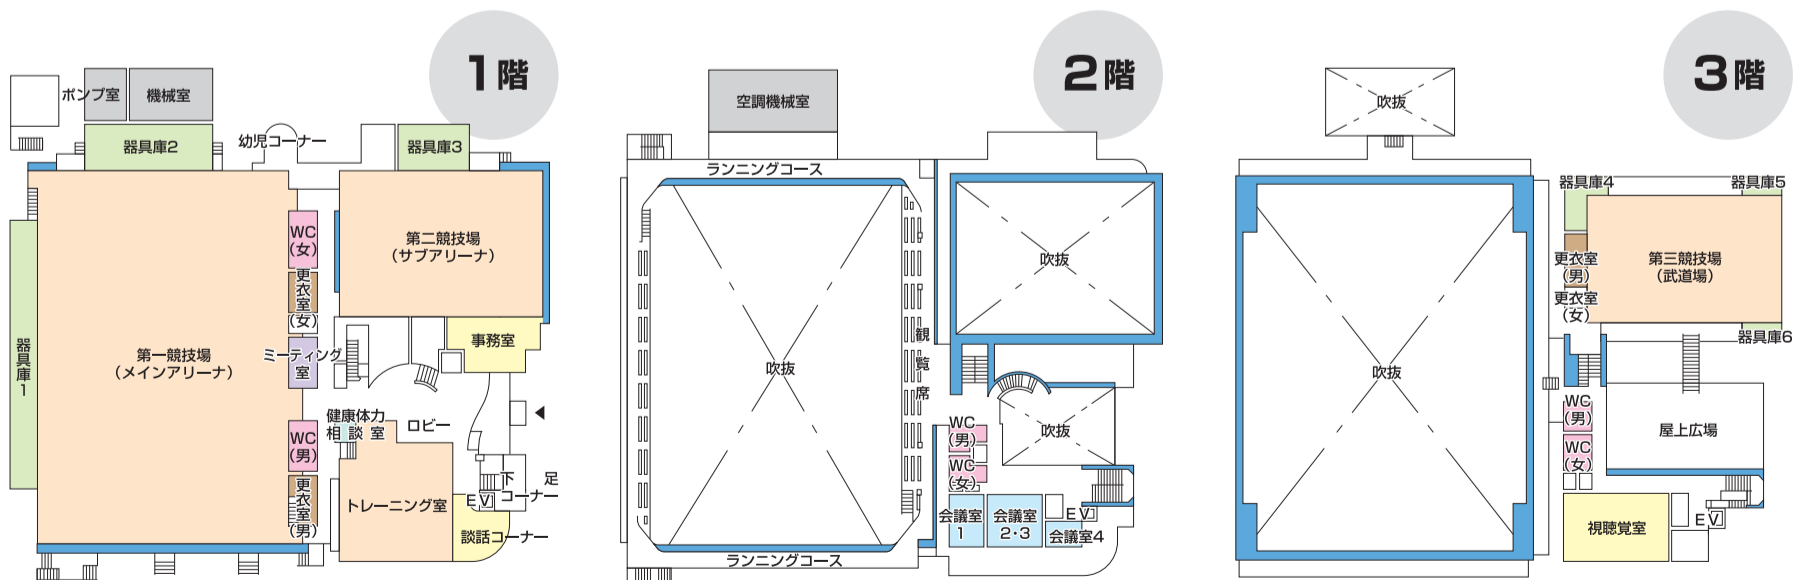 1階
ポンプ室
機械室
器具庫2
幼児コーナー
器具庫3
WC
(女)
更衣室(女)
第二競技場
(サブアリーナ)
事務室
器具庫1
第一競技場
(メインアリーナ)
ミーティング
室
健康体力
相談室
ロビー
WC
(男)
更衣室(男)
トレーニング室
EV
下足
コーナー
談話コーナー
2階
空調機械室
ランニングコース
吹抜
観覧席
吹抜
吹抜
WC
(男)
WC
(女)
会議室
1
会議室
2・3
EV
会議室4
ランニングコース
3階
吹抜
器具庫4
器具庫5
更衣室
(男)
更衣室
(女)
第三競技場
(武道場)
器具庫6
吹抜
WC
(男)
WC
(女)
屋上広場
視聴覚室
EV